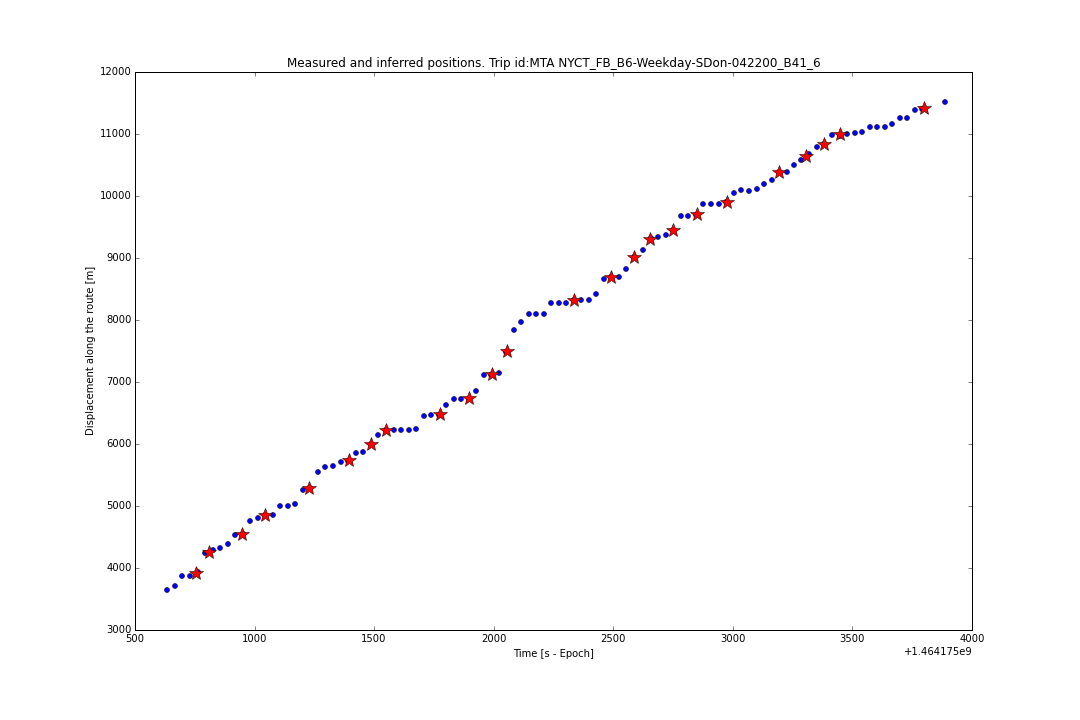 Measured and inferred positions. Trip id:MTA NYCT_FB_B6-Weekday-SDon-042200_B41_6
12000
11000
10000
9000
8000
7000
6000
5000
4000
3000
Displacement along the route [m]
500 1000 1500 2000 2500 3000 3500 4000
Time [s - Epoch]
+1.464175e9